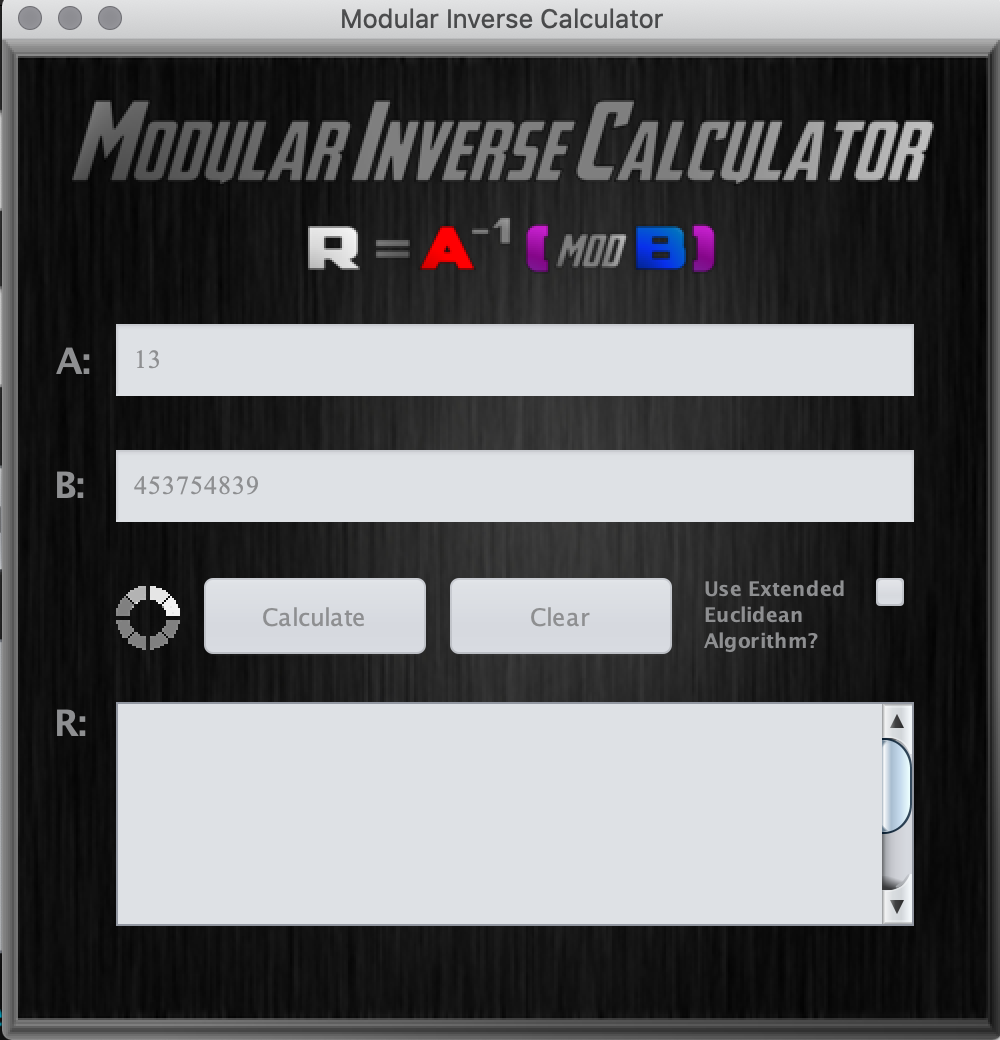 Modular Inverse Calculator
MODULAR INVERSE CALCULATOR
R = A⁻¹ ( MOD B )
A:
13
B:
453754839
Calculate
Clear
Use Extended
Euclidean
Algorithm?
R: